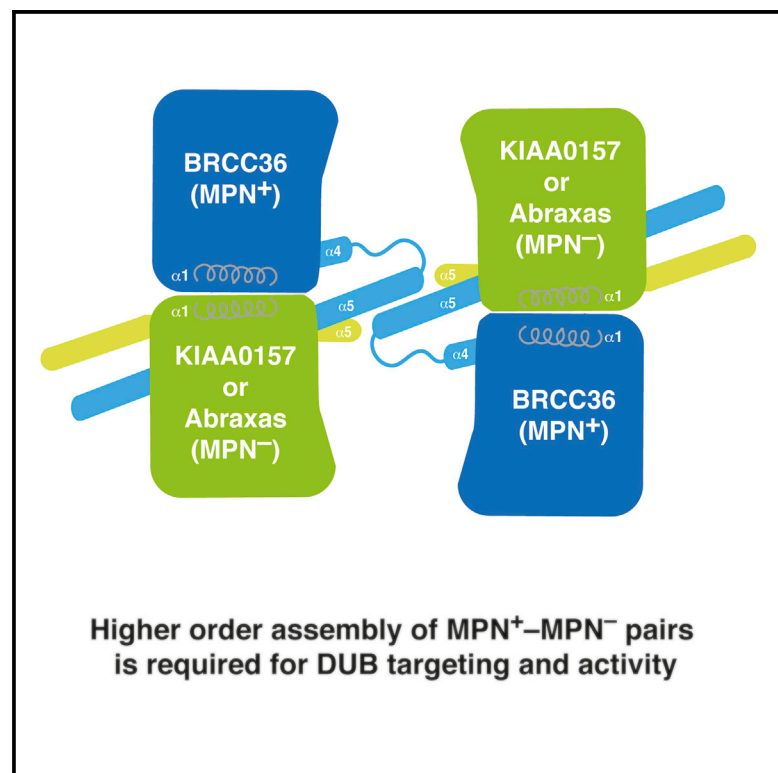 BRCC36
(MPN⁺)
α4
α1
α1
α5
α5
KIAA0157
or
Abraxas
(MPN⁻)
KIAA0157
or
Abraxas
(MPN⁻)
α5
α5
α1
α1
α4
BRCC36
(MPN⁺)
Higher order assembly of MPN⁺–MPN⁻ pairs
is required for DUB targeting and activity